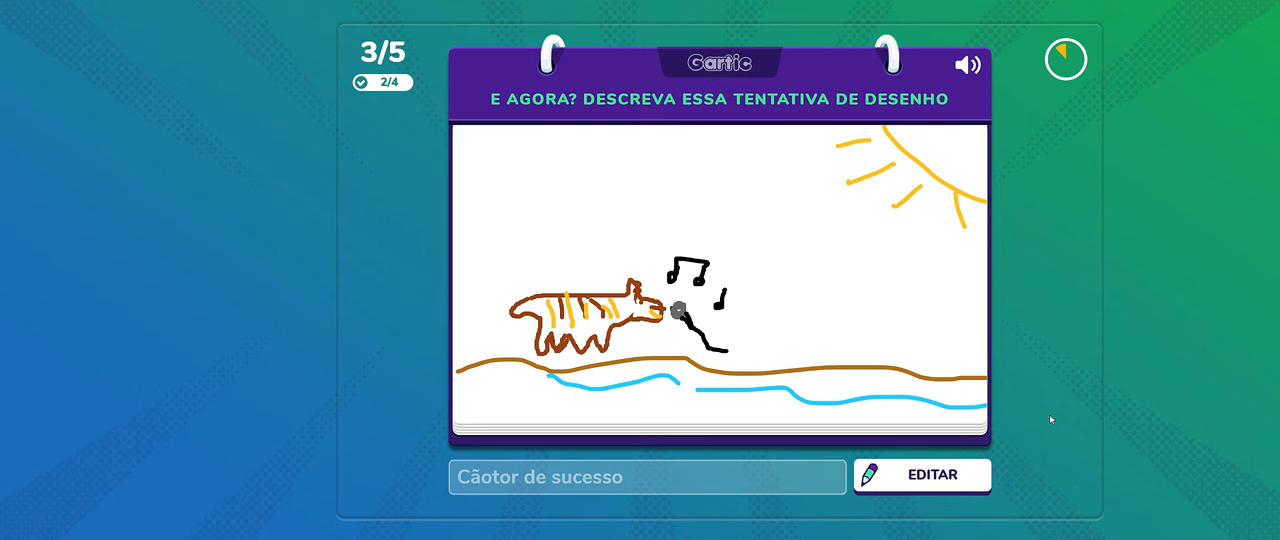 3/5
2/4
Gartic
E AGORA? DESCREVA ESSA TENTATIVA DE DESENHO
Cãotor de sucesso
EDITAR